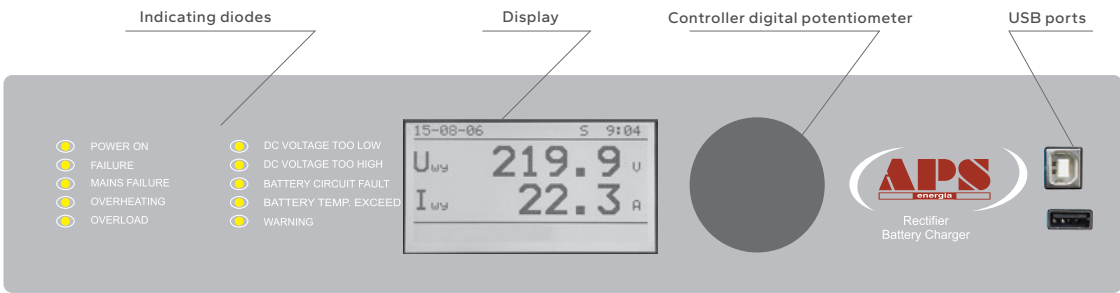 Indicating diodes
Display
Controller digital potentiometer
USB ports
POWER ON
FAILURE
MAINS FAILURE
OVERHEATING
OVERLOAD
DC VOLTAGE TOO LOW
DC VOLTAGE TOO HIGH
BATTERY CIRCUIT FAULT
BATTERY TEMP. EXCEED
WARNING
15-08-06 S 9:04
Uwy 219.9 V
Iwy 22.3 A
APS
energia
Rectifier
Battery Charger